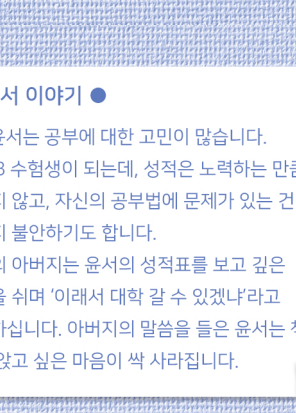 서 이야기 ●
윤서는 공부에 대한 고민이 많습니다.
3 수험생이 되는데, 성적은 노력하는 만큼
지 않고, 자신의 공부법에 문제가 있는 건
지 불안하기도 합니다.
의 아버지는 윤서의 성적표를 보고 깊은
을 쉬며 ‘이래서 대학 갈 수 있겠냐’라고
하십니다. 아버지의 말씀을 들은 윤서는
앉고 싶은 마음이 싹 사라집니다.